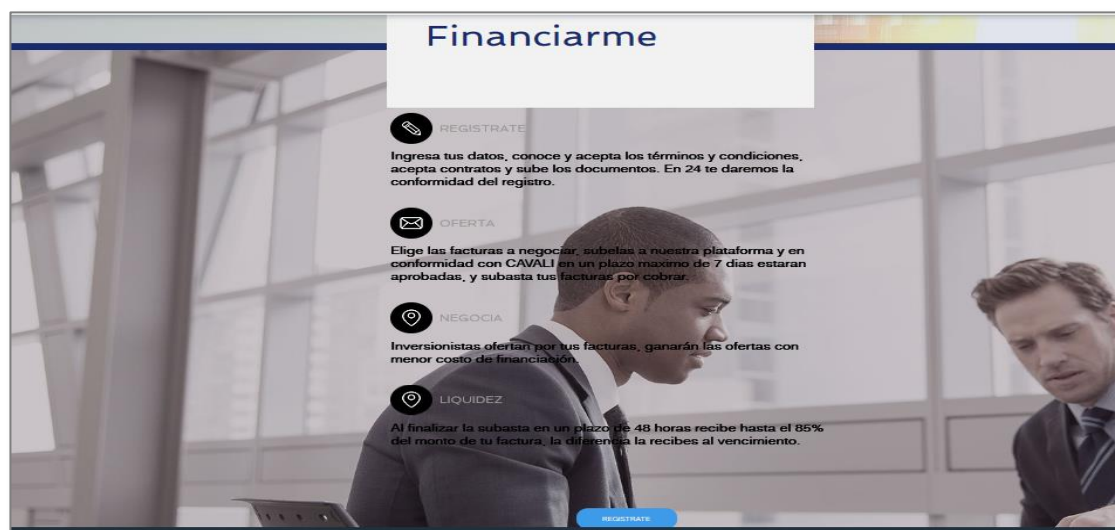 Financiarme
REGISTRATE
Ingresa tus datos, conoce y acepta los términos y condiciones,
acepta contratos y sube los documentos. En 24 te daremos la
conformidad del registro.
OFERTA
Elige las facturas a negociar, subelas a nuestra plataforma y en
conformidad con CAVALI en un plazo maximo de 7 dias estaran
aprobadas, y subasta tus facturas por cobrar.
NEGOCIA
Inversionistas ofertan por tus facturas, ganarán las ofertas con
menor costo de financiación.
LIQUIDEZ
Al finalizar la subasta en un plazo de 48 horas recibe hasta el 85%
del monto de tu factura, la diferencia la recibes al vencimiento.
REGISTRATE